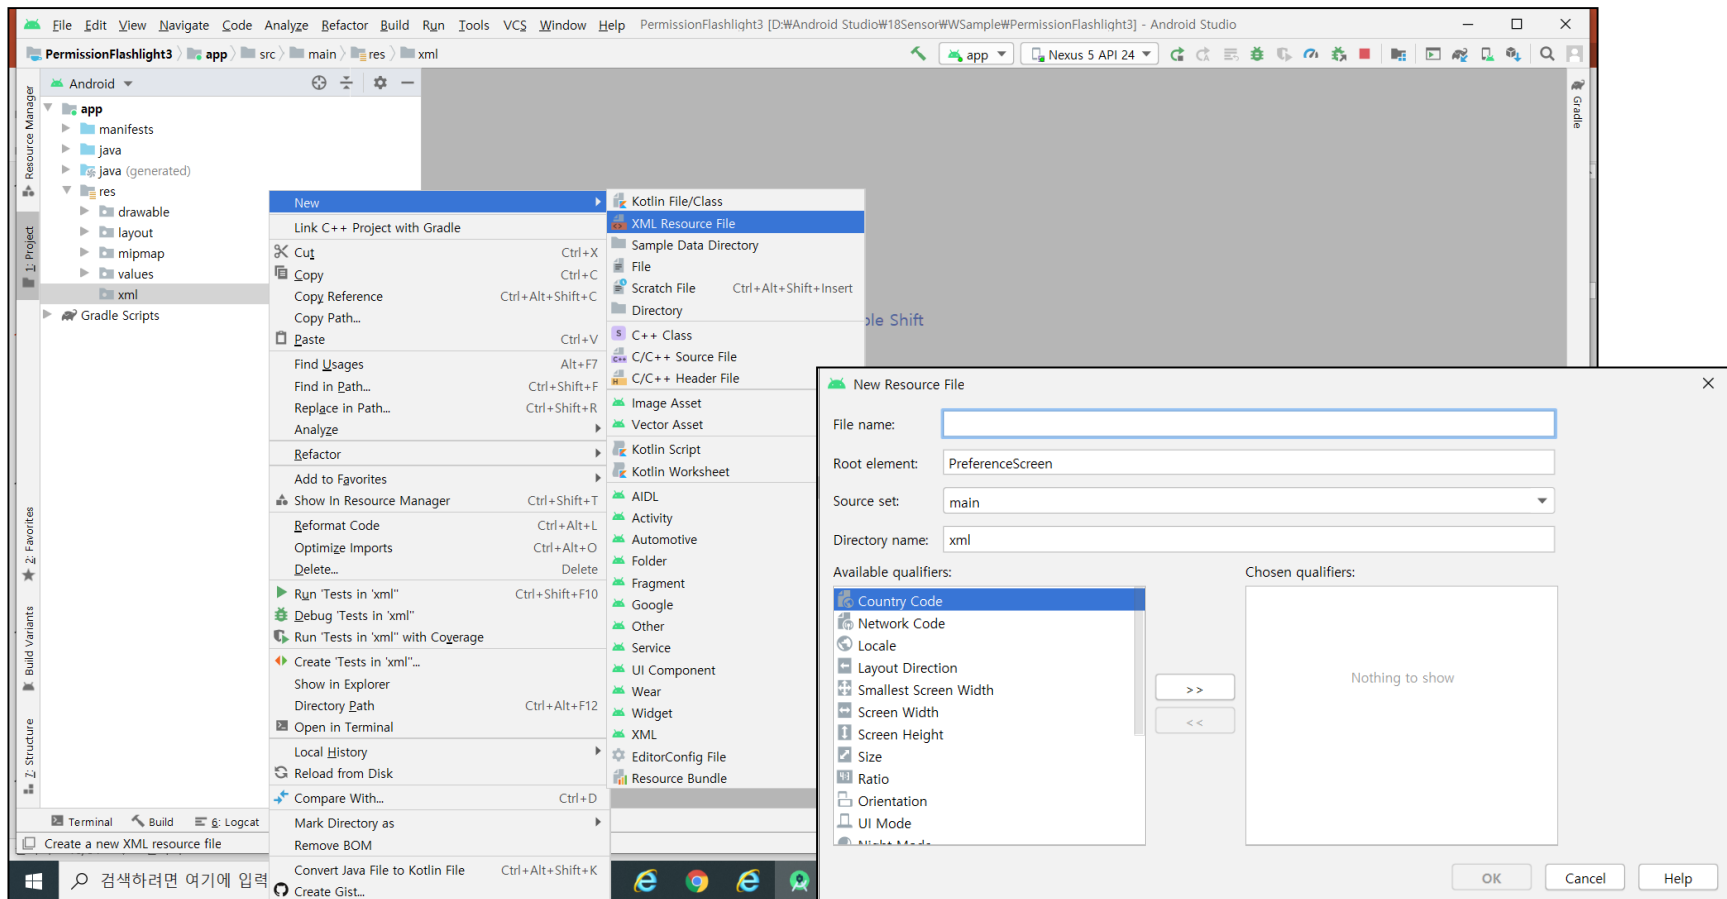 File Edit View Navigate Code Analyze Refactor Build Run Tools VCS Window Help PermissionFlashlight3 [D:₩Android Studio₩18Sensor₩WSample₩PermissionFlashlight3] - Android Studio
PermissionFlashlight3 app src main res xml
app Nexus 5 API 24
Resource Manager
1: Project
2: Favorites
Build Variants
7: Structure
Gradle
Android
app
manifests
java
java (generated)
res
drawable
layout
mipmap
values
xml
Gradle Scripts
New
Link C++ Project with Gradle
Cut Ctrl+X
Copy Ctrl+C
Copy Reference Ctrl+Alt+Shift+C
Copy Path...
Paste Ctrl+V
Find Usages Alt+F7
Find in Path... Ctrl+Shift+F
Replace in Path... Ctrl+Shift+R
Analyze
Refactor
Add to Favorites
Show In Resource Manager Ctrl+Shift+T
Reformat Code Ctrl+Alt+L
Optimize Imports Ctrl+Alt+O
Delete... Delete
Run 'Tests in 'xml'' Ctrl+Shift+F10
Debug 'Tests in 'xml''
Run 'Tests in 'xml'' with Coverage
Create 'Tests in 'xml''...
Show in Explorer
Directory Path Ctrl+Alt+F12
Open in Terminal
Local History
Reload from Disk
Compare With... Ctrl+D
Mark Directory as
Remove BOM
Convert Java File to Kotlin File Ctrl+Alt+Shift+K
Create Gist...
Kotlin File/Class
XML Resource File
Sample Data Directory
File
Scratch File Ctrl+Alt+Shift+Insert
Directory
C++ Class
C/C++ Source File
C/C++ Header File
Image Asset
Vector Asset
Kotlin Script
Kotlin Worksheet
AIDL
Activity
Automotive
Folder
Fragment
Google
Other
Service
UI Component
Wear
Widget
XML
EditorConfig File
Resource Bundle
Shift
New Resource File
File name:
Root element: PreferenceScreen
Source set: main
Directory name: xml
Available qualifiers: Chosen qualifiers:
Country Code
Network Code
Locale
Layout Direction
Smallest Screen Width
Screen Width
Screen Height
Size
Ratio
Orientation
UI Mode
Night Mode
>>
<<
Nothing to show
OK Cancel Help
Terminal Build 6: Logcat
Create a new XML resource file
검색하려면 여기에 입력